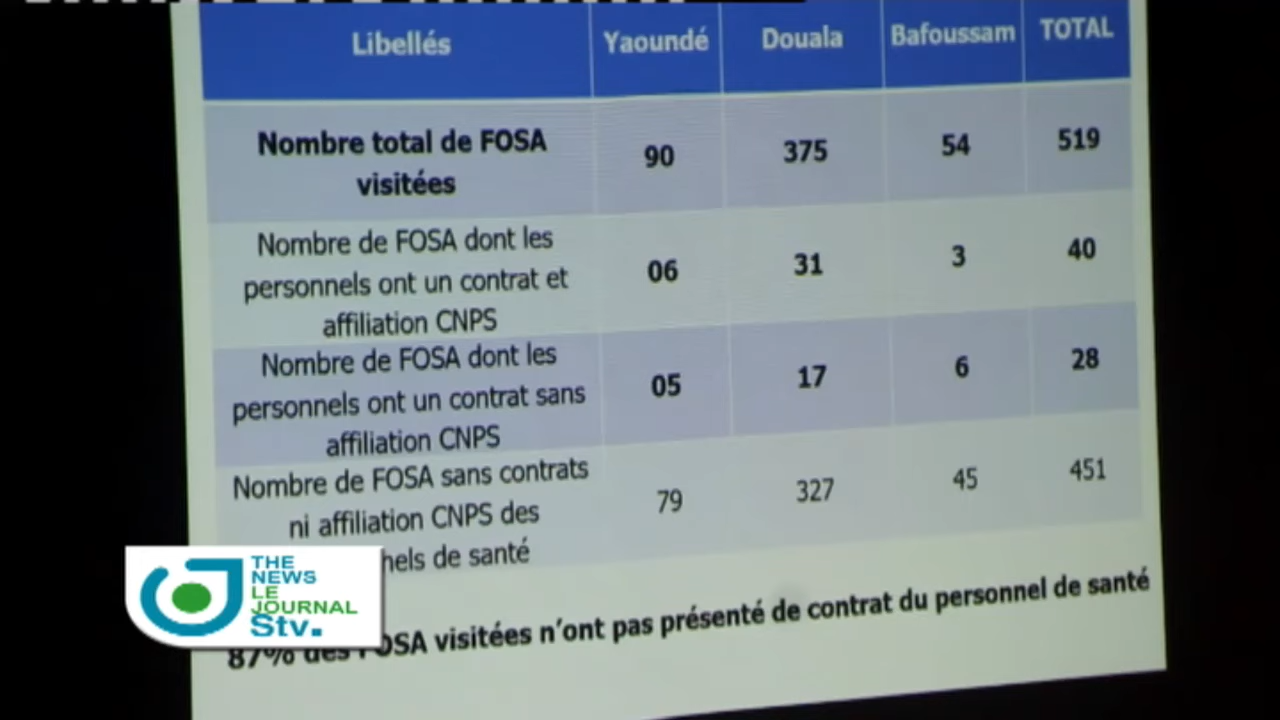 Libellés Yaoundé Douala Bafoussam TOTAL
Nombre total de FOSA
visitées 90 375 54 519
Nombre de FOSA dont les
personnels ont un contrat et
affiliation CNPS 06 31 3 40
Nombre de FOSA dont les
personnels ont un contrat sans
affiliation CNPS 05 17 6 28
Nombre de FOSA sans contrats
ni affiliation CNPS des
nels de santé 79 327 45 451
87% des FOSA visitées n'ont pas présenté de contrat du personnel de santé
THE
NEWS
LE
JOURNAL
Stv.